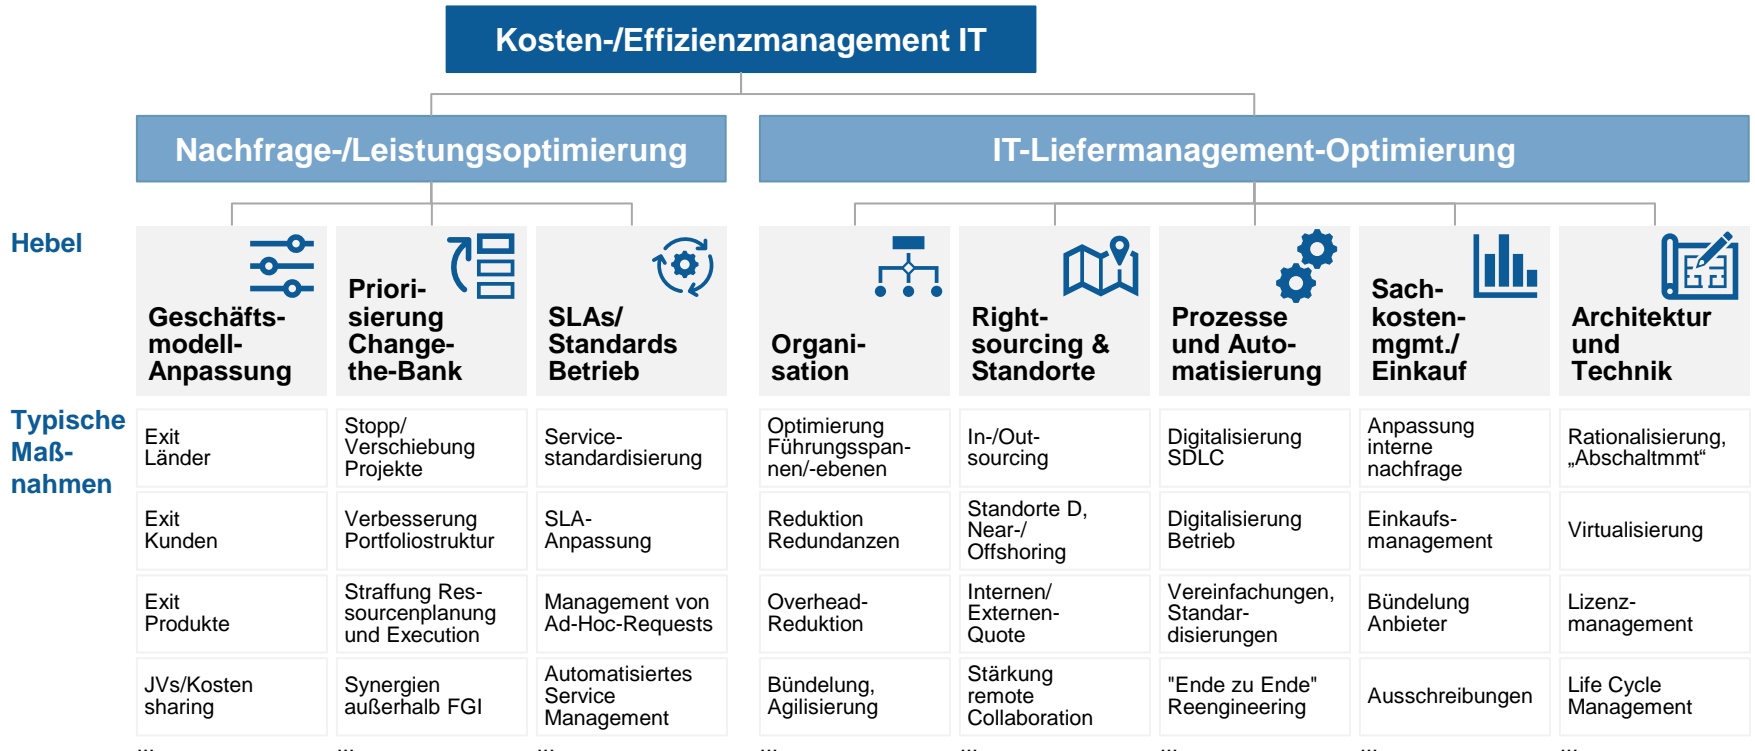 Kosten-/Effizienzmanagement IT
Nachfrage-/Leistungsoptimierung
IT-Liefermanagement-Optimierung
Hebel
Geschäfts-
modell-
Anpassung
Priori-
sierung
Change-
the-Bank
SLAs/
Standards
Betrieb
Organi-
sation
Right-
sourcing &
Standorte
Prozesse
und Auto-
matisierung
Sach-
kosten-
mgmt./
Einkauf
Architektur
und
Technik
Typische
Maß-
nahmen
Exit
Länder
Stopp/
Verschiebung
Projekte
Service-
standardisierung
Optimierung
Führungsspan-
nen/-ebenen
In-/Out-
sourcing
Digitalisierung
SDLC
Anpassung
interne
nachfrage
Rationalisierung,
„Abschaltmmt“
Exit
Kunden
Verbesserung
Portfoliostruktur
SLA-
Anpassung
Reduktion
Redundanzen
Standorte D,
Near-/
Offshoring
Digitalisierung
Betrieb
Einkaufs-
management
Virtualisierung
Exit
Produkte
Straffung Res-
sourcenplanung
und Execution
Management von
Ad-Hoc-Requests
Overhead-
Reduktion
Internen/
Externen-
Quote
Vereinfachungen,
Standar-
disierungen
Bündelung
Anbieter
Lizenz-
management
JVs/Kosten
sharing
Synergien
außerhalb FGI
Automatisiertes
Service
Management
Bündelung,
Agilisierung
Stärkung
remote
Collaboration
"Ende zu Ende"
Reengineering
Ausschreibungen
Life Cycle
Management
... ... ... ... ... ... ... ...